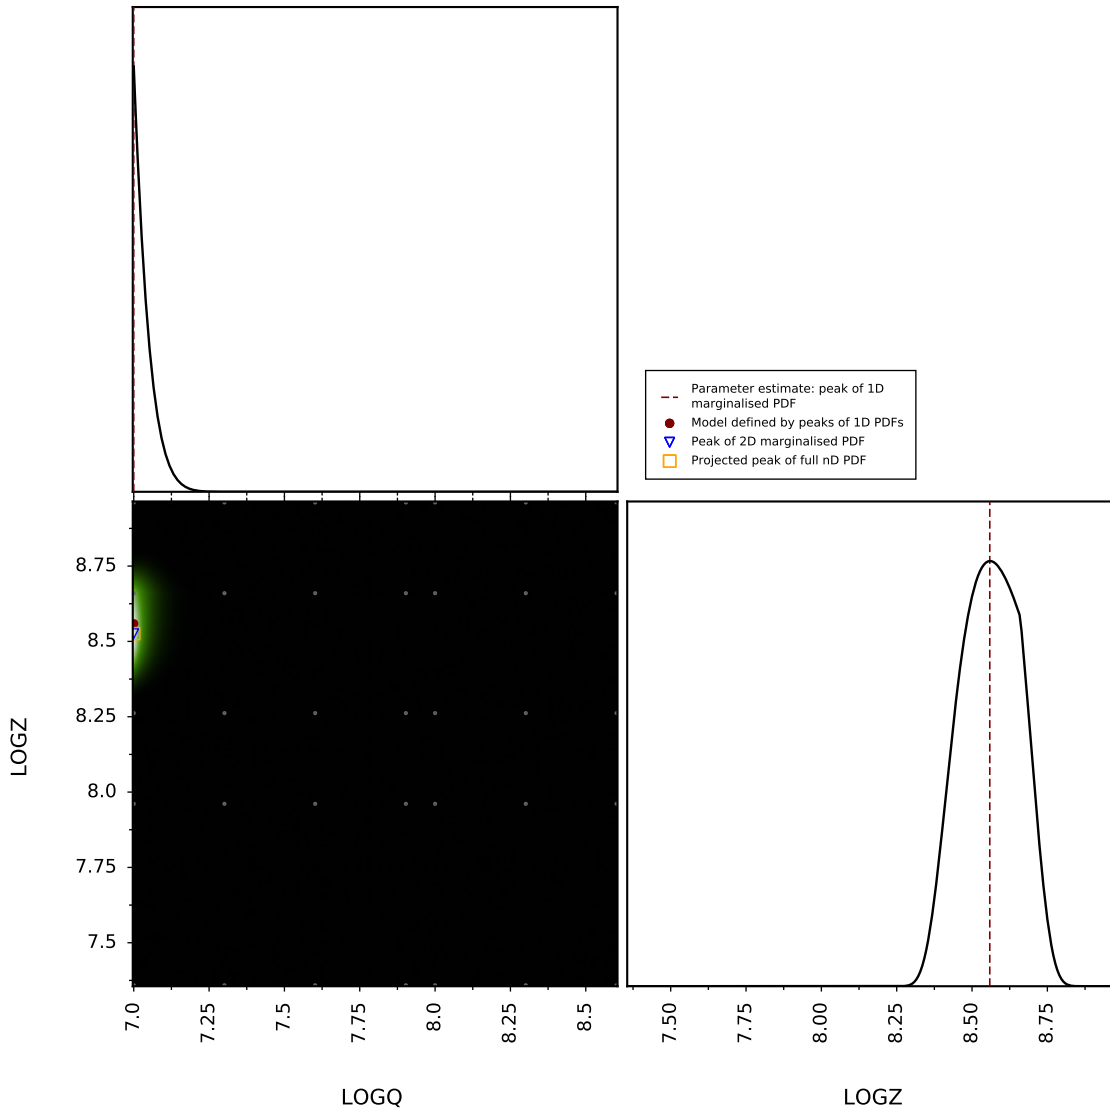 Parameter estimate: peak of 1D
marginalised PDF
Model defined by peaks of 1D PDFs
Peak of 2D marginalised PDF
Projected peak of full nD PDF
8.75
8.5
8.25
8.0
7.75
7.5
LOGZ
7.0 7.25 7.5 7.75 8.0 8.25 8.5
7.50 7.75 8.00 8.25 8.50 8.75
LOGQ
LOGZ